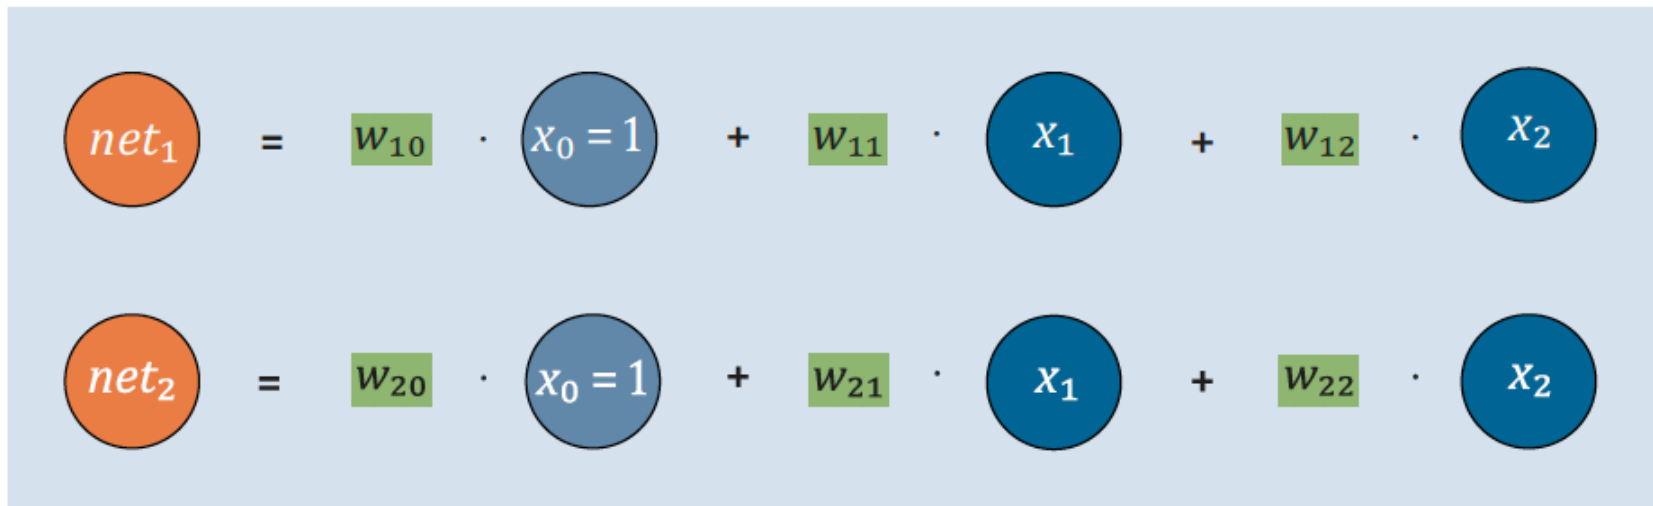 net₁ = w₁₀ · x₀ = 1 + w₁₁ · x₁ + w₁₂ · x₂
net₂ = w₂₀ · x₀ = 1 + w₂₁ · x₁ + w₂₂ · x₂